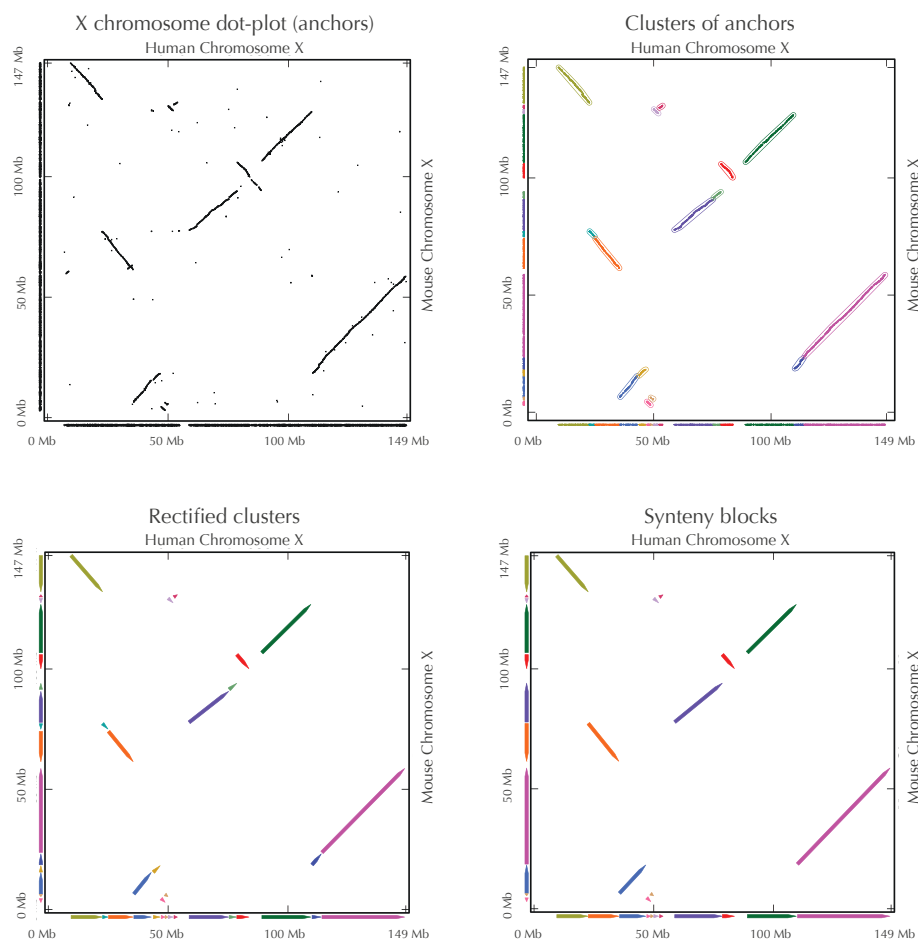 X chromosome dot-plot (anchors)
Human Chromosome X
147 Mb
100 Mb
50 Mb
0 Mb
Mouse Chromosome X
0 Mb
50 Mb
100 Mb
149 Mb
Clusters of anchors
Human Chromosome X
147 Mb
100 Mb
50 Mb
0 Mb
Mouse Chromosome X
0 Mb
50 Mb
100 Mb
149 Mb
Rectified clusters
Human Chromosome X
147 Mb
100 Mb
50 Mb
0 Mb
Mouse Chromosome X
0 Mb
50 Mb
100 Mb
149 Mb
Synteny blocks
Human Chromosome X
147 Mb
100 Mb
50 Mb
0 Mb
Mouse Chromosome X
0 Mb
50 Mb
100 Mb
149 Mb